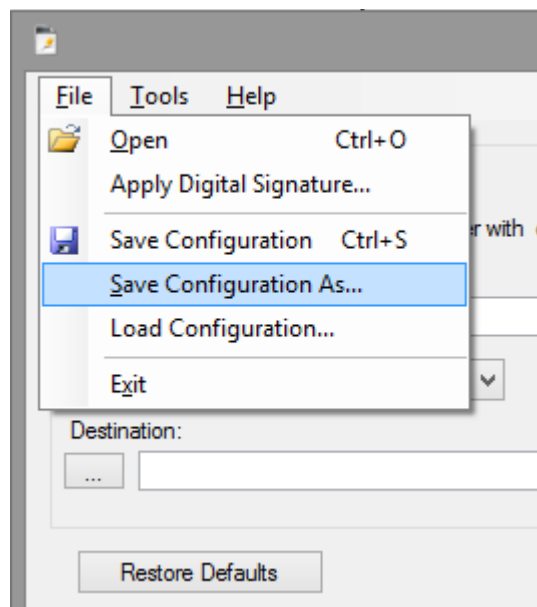 File Tools Help
Open Ctrl+O
Apply Digital Signature...
Save Configuration Ctrl+S
with
Save Configuration As...
Load Configuration...
Exit
Destination:
...
Restore Defaults